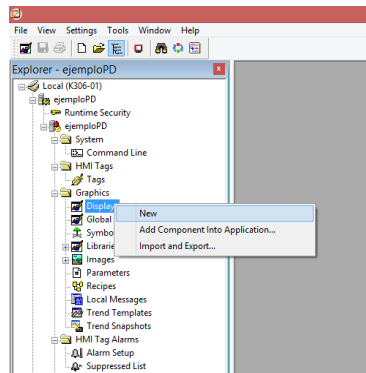 File View Settings Tools Window Help
Explorer - ejemploPD
Local (K306-01)
ejemploPD
Runtime Security
ejemploPD
System
Command Line
HMI Tags
Tags
Graphics
Display
New
Global
Add Component Into Application...
Symbo
Librarie
Import and Export...
Images
Parameters
Recipes
Local Messages
Trend Templates
Trend Snapshots
HMI Tag Alarms
Alarm Setup
Suppressed List